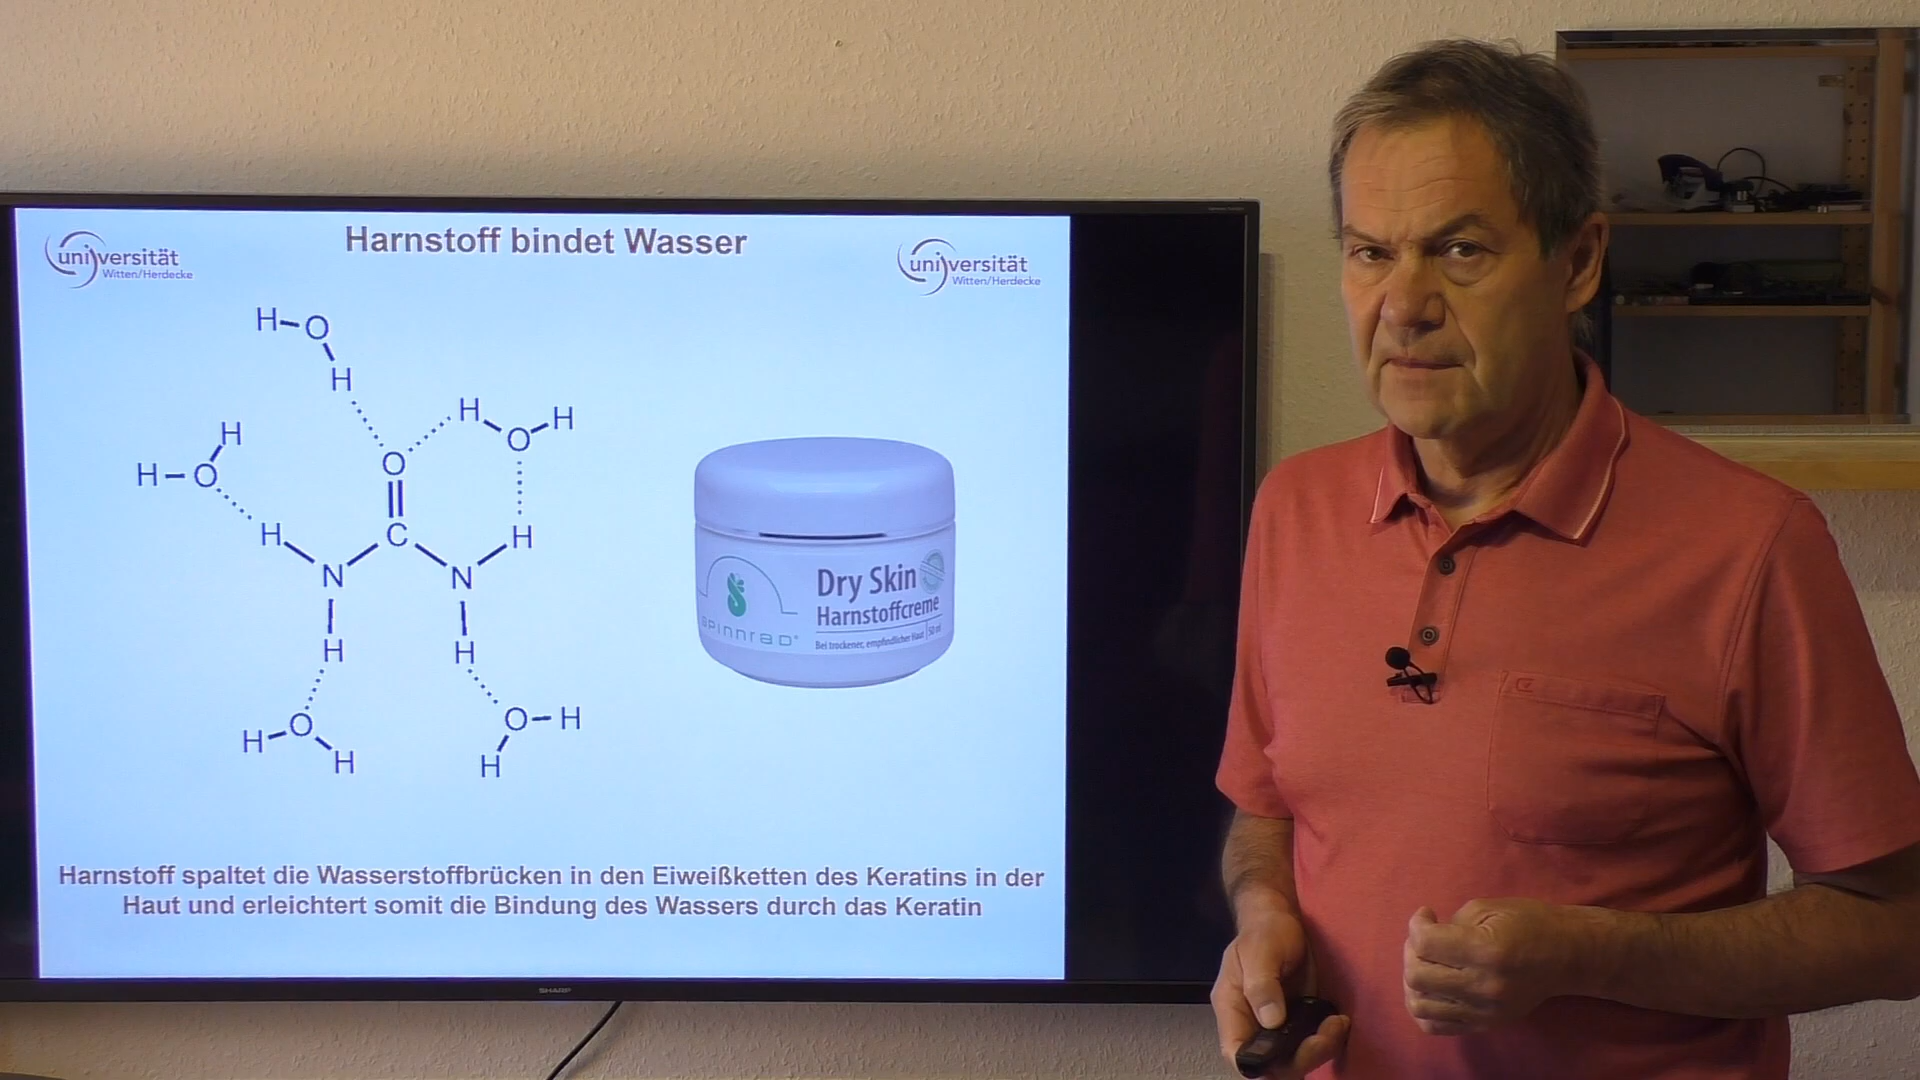 Harnstoff bindet Wasser
universität
Witten/Herdecke
universität
Witten/Herdecke
H O
H
H H
O
H
H O
O
H C H
N N
H H
O O H
H H H
Dry Skin
Harnstoffcreme
Bei trockener, empfindlicher Haut 50 ml
SPINNRAD®
Harnstoff spaltet die Wasserstoffbrücken in den Eiweißketten des Keratins in der
Haut und erleichtert somit die Bindung des Wassers durch das Keratin
SHARP